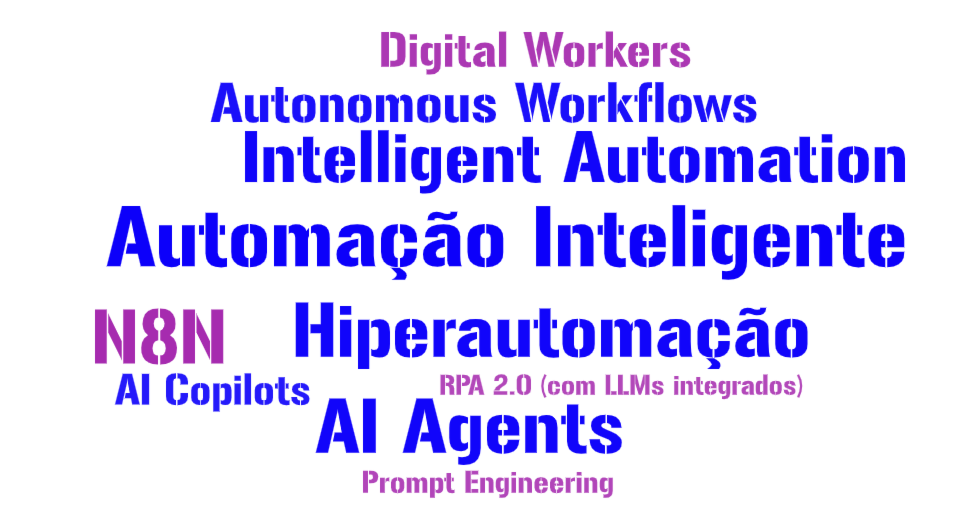 Digital Workers
Autonomous Workflows
Intelligent Automation
Automação Inteligente
N8N
Hiperautomação
AI Copilots
RPA 2.0 (com LLMs integrados)
AI Agents
Prompt Engineering